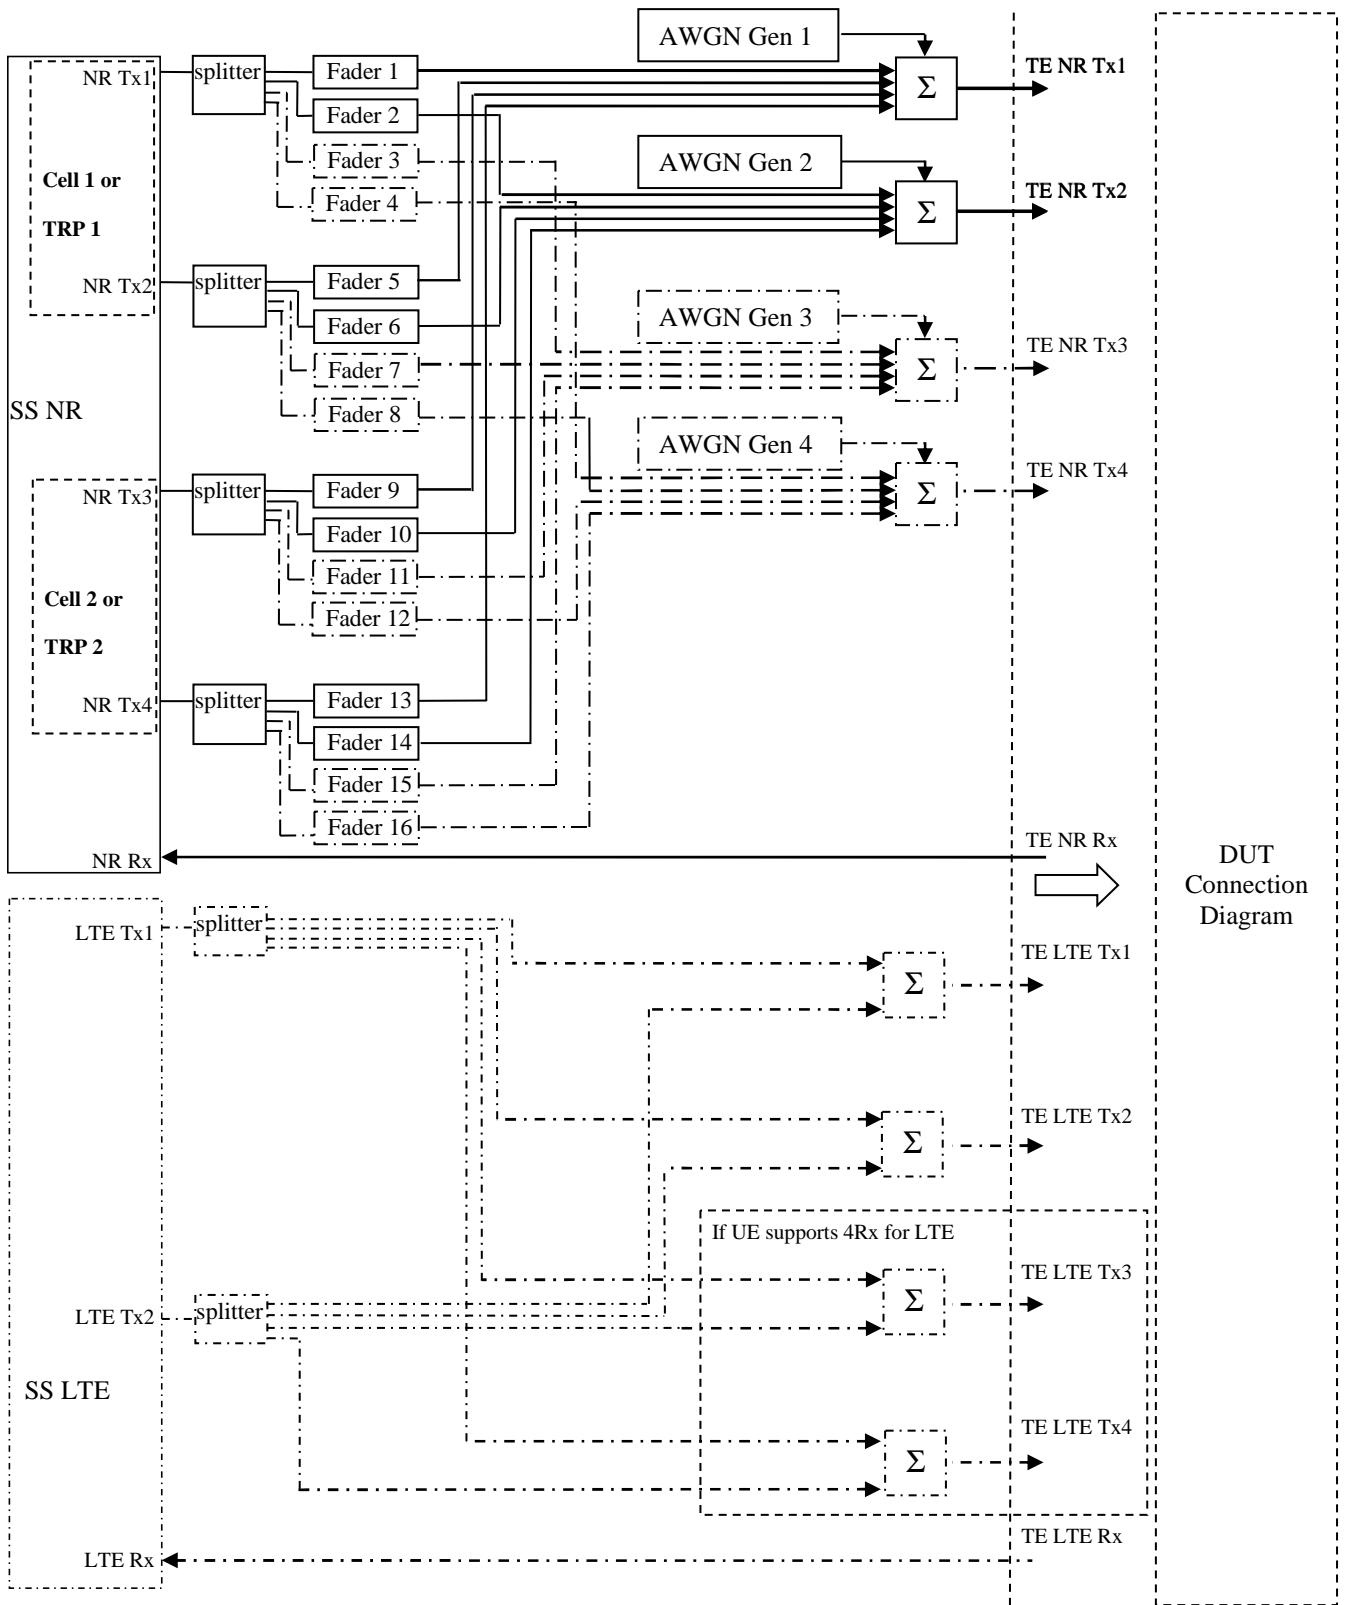 AWGN Gen 1
TE NR Tx1
NR Tx1
splitter
Fader 1
Σ
Fader 2
Fader 3
AWGN Gen 2
Cell 1 or
TRP 1
Fader 4
TE NR Tx2
Σ
NR Tx2
splitter
Fader 5
Fader 6
AWGN Gen 3
TE NR Tx3
Fader 7
Σ
SS NR
Fader 8
AWGN Gen 4
TE NR Tx4
NR Tx3
splitter
Fader 9
Σ
Fader 10
Fader 11
Cell 2 or
TRP 2
Fader 12
NR Tx4
splitter
Fader 13
Fader 14
Fader 15
Fader 16
NR Rx
TE NR Rx
DUT
Connection
Diagram
LTE Tx1
splitter
TE LTE Tx1
Σ
TE LTE Tx2
Σ
If UE supports 4Rx for LTE
TE LTE Tx3
Σ
LTE Tx2
splitter
SS LTE
TE LTE Tx4
Σ
TE LTE Rx
LTE Rx